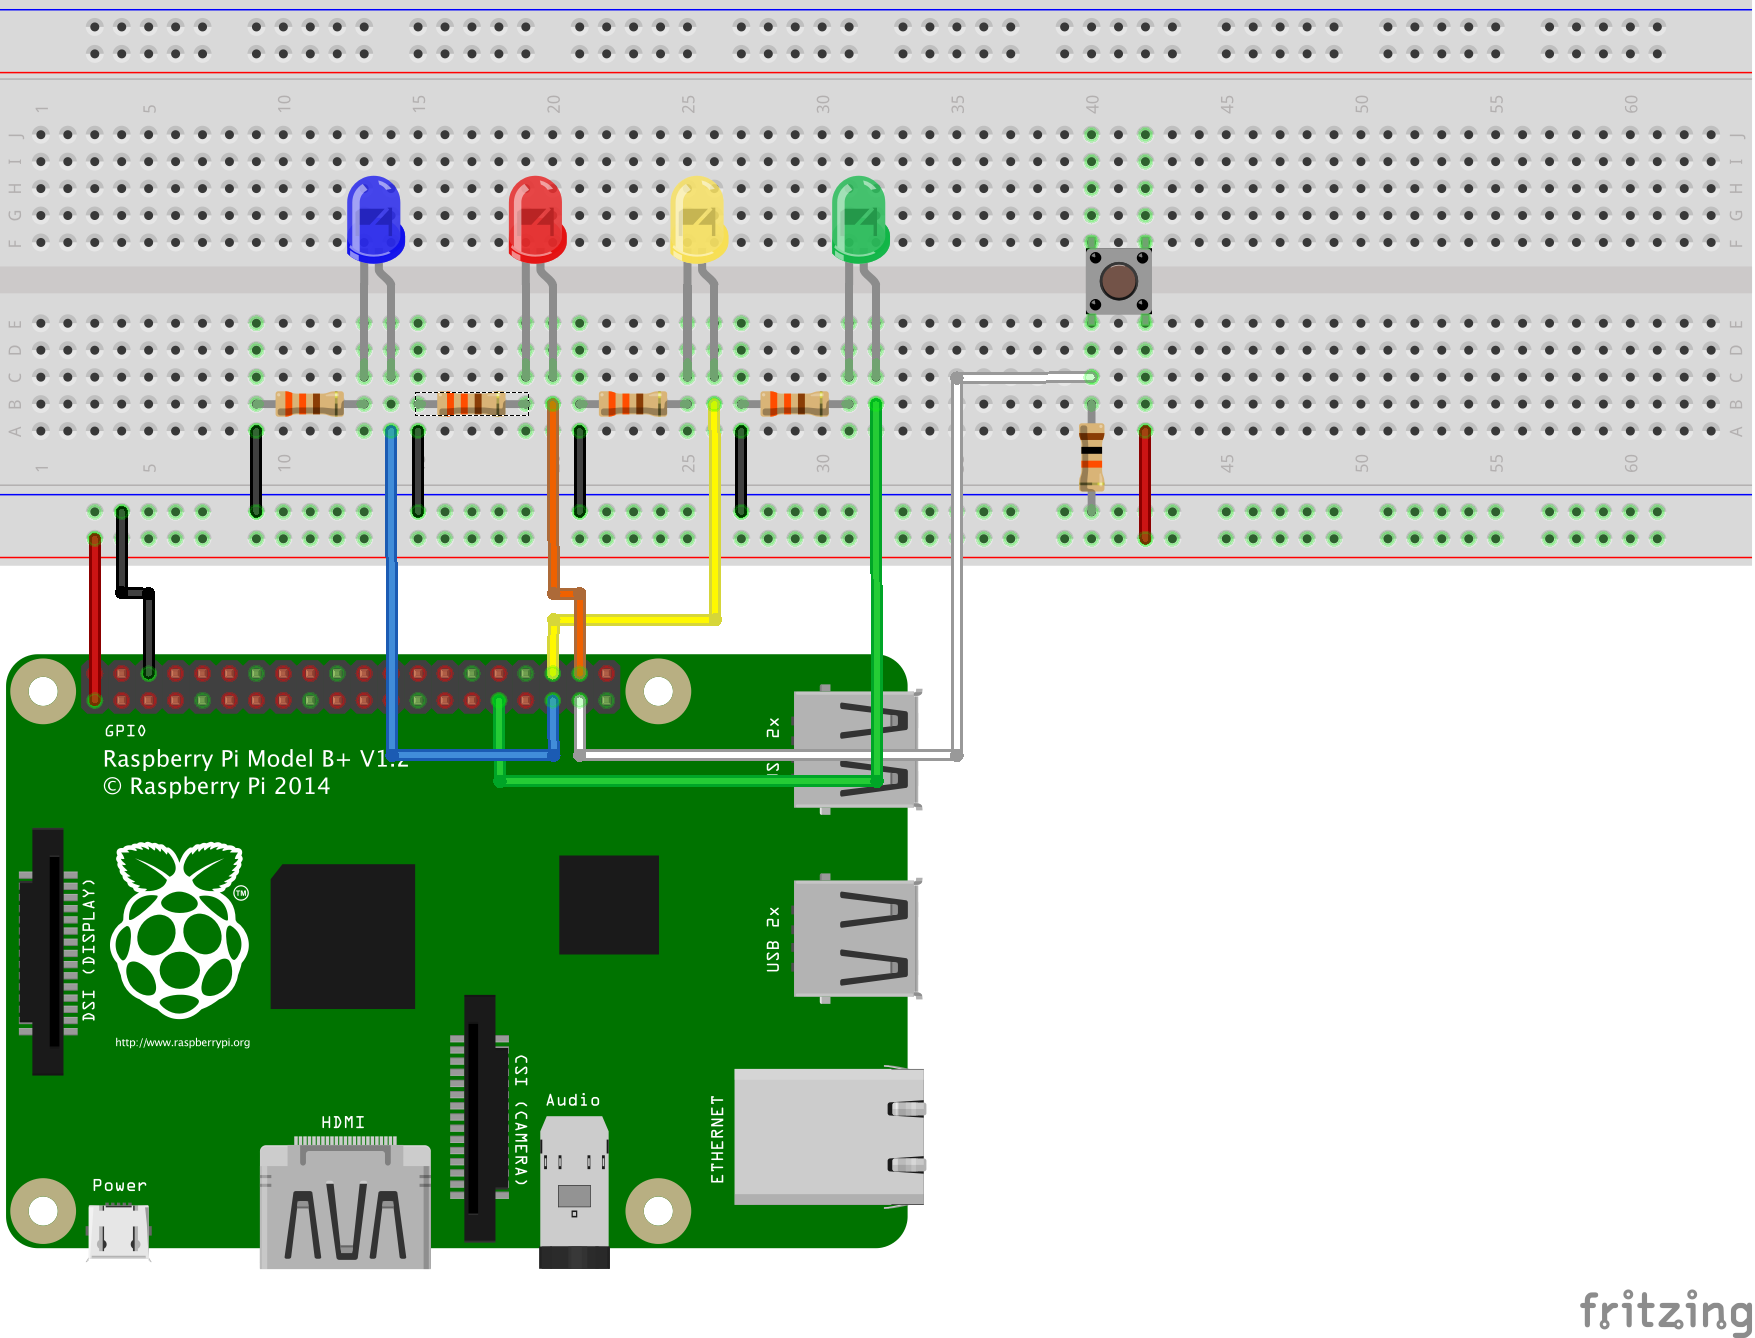 1 5 10 15 20 25 30 35 40 45 50 55 60
J J
I I
H H
G G
F F
E E
D D
C C
B B
A A
1 5 10 25 30 45 50 55 60
GPIO
Raspberry Pi Model B+ V1.2
© Raspberry Pi 2014
2x
DSI (DISPLAY)
TM
USB 2x
http://www.raspberrypi.org
CSI (CAMERA)
Audio
ETHERNET
HDMI
Power
fritzing